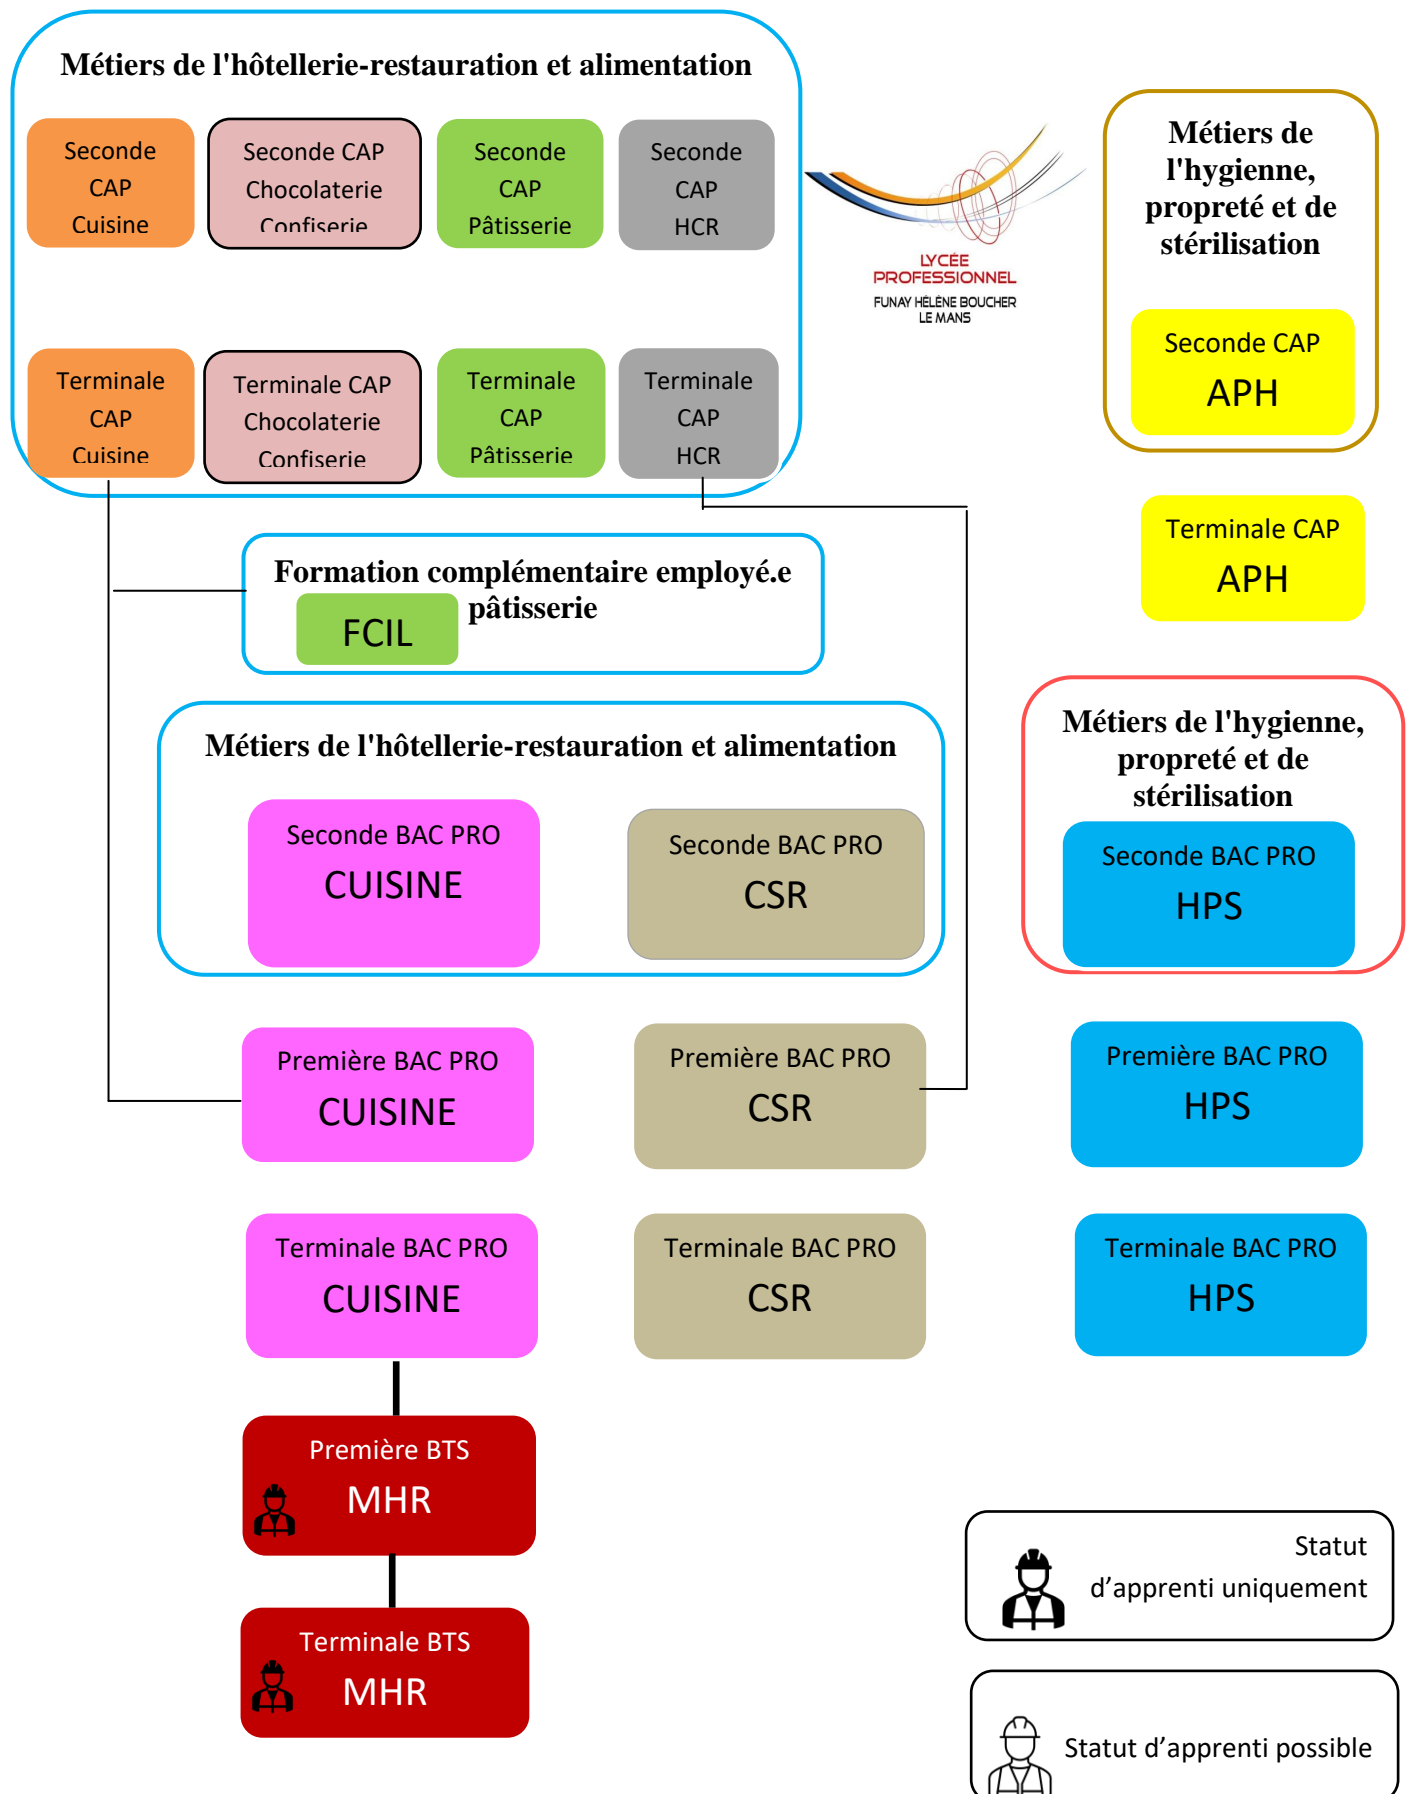 Métiers de l'hôtellerie-restauration et alimentation
Seconde
CAP
Cuisine
Seconde CAP
Chocolaterie
Confiserie
Seconde
CAP
Pâtisserie
Seconde
CAP
HCR
Terminale
CAP
Cuisine
Terminale CAP
Chocolaterie
Confiserie
Terminale
CAP
Pâtisserie
Terminale
CAP
HCR
LYCÉE
PROFESSIONNEL
FUNAY HÉLÈNE BOUCHER
LE MANS
Métiers de
l'hygienne,
propreté et de
stérilisation
Seconde CAP
APH
Terminale CAP
APH
Formation complémentaire employé.e
pâtisserie
FCIL
Métiers de l'hôtellerie-restauration et alimentation
Seconde BAC PRO
CUISINE
Seconde BAC PRO
CSR
Métiers de l'hygienne,
propreté et de
stérilisation
Seconde BAC PRO
HPS
Première BAC PRO
CUISINE
Première BAC PRO
CSR
Première BAC PRO
HPS
Terminale BAC PRO
CUISINE
Terminale BAC PRO
CSR
Terminale BAC PRO
HPS
Première BTS
MHR
Terminale BTS
MHR
Statut
d’apprenti uniquement
Statut d’apprenti possible